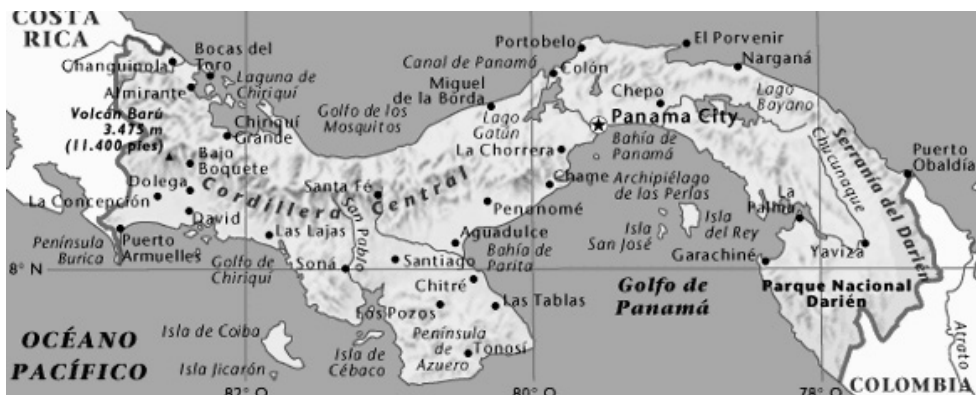 COSTA
RICA
Changuinola
Bocas del
Toro
Laguna de
Chiriquí
Almirante
Volcán Barú
3.475 m
(11.400 pies)
Chiriquí
Grande
Golfo de los
Mosquitos
Bajo
Boquete
Dolega
La Concepción
David
Las Lajas
Península
Burica
Puerto
Armuelles
Golfo de
Chiriquí
8° N
Cordillera Central
Santa Fé
San Pablo
Soná
Santiago
Miguel
de la Borda
Portobelo
Canal de Panamá
Colón
El Porvenir
Narganá
Lago
Gatún
Chepo
Lago
Bayano
Panama City
La Chorrera
Bahía de
Panamá
Chame
Archipiélago
de las Perlas
Penonomé
Aguadulce
Bahía de
Parita
Isla
San José
Isla
del Rey
La
Palma
Chucunaque
Serranía del Darién
Puerto
Obaldía
Garachiné
Yaviza
Chitré
Las Tablas
Los Pozos
Península
de
Azuero
Tonosí
Golfo de
Panamá
Parque Nacional
Darién
OCÉANO
PACÍFICO
Isla de Coiba
Isla Jicarón
Isla de
Cébaco
82° O
80°
78° O
COLOMBIA
Atrato